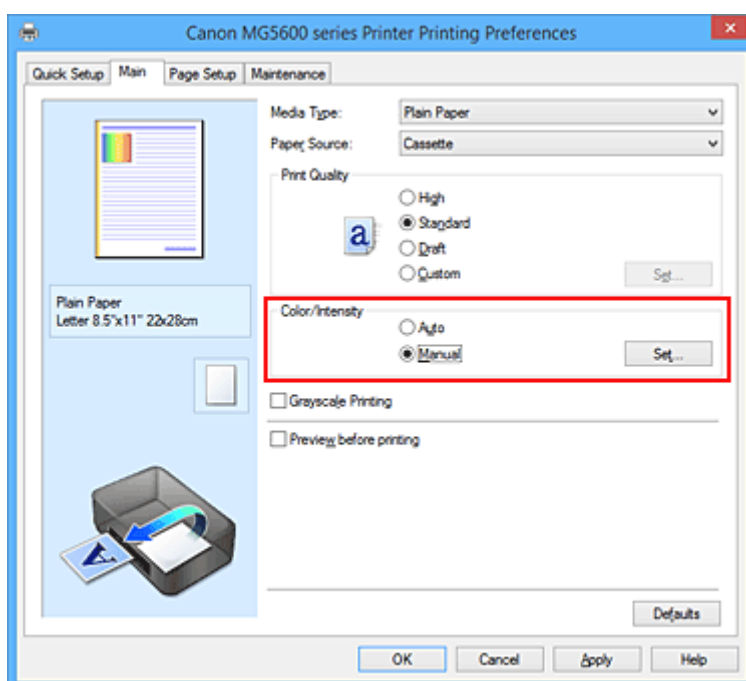 Canon MG5600 series Printer Printing Preferences
Quick Setup Main Page Setup Maintenance
Media Type: Plain Paper
Paper Source: Cassette
Print Quality
High
Standard
Draft
Custom Set...
a
Plain Paper
Letter 8.5"x11" 22x28cm
Color/Intensity
Auto
Manual Set...
Grayscale Printing
Preview before printing
A
Defaults
OK Cancel Apply Help